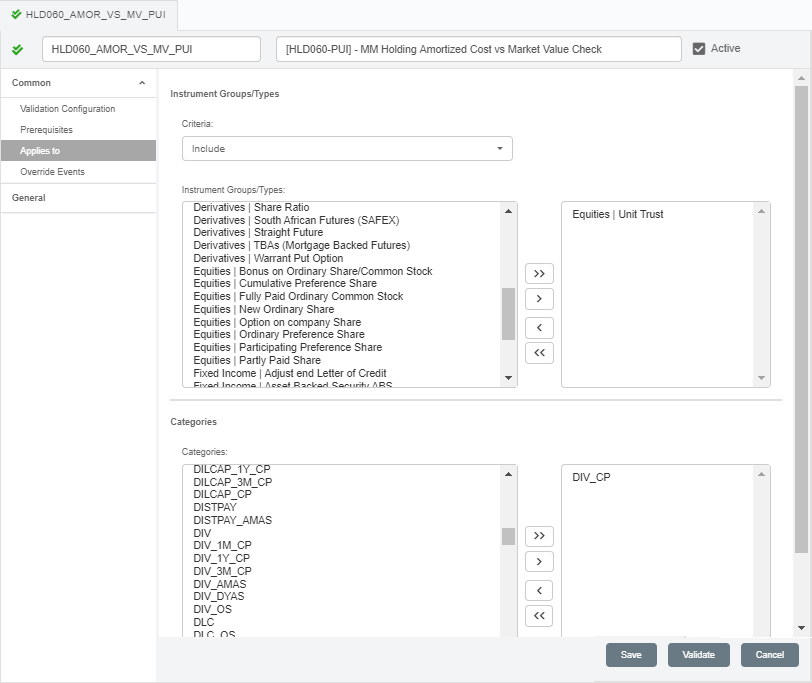 HLD060_AMOR_VS_MV_PUI
HLD060_AMOR_VS_MV_PUI
[HLD060-PUI] - MM Holding Amortized Cost vs Market Value Check
Active
Common
Validation Configuration
Prerequisites
Applies to
Override Events
General
Instrument Groups/Types
Criteria:
Include
Instrument Groups/Types:
Derivatives | Share Ratio
Derivatives | South African Futures (SAFEX)
Derivatives | Straight Future
Derivatives | TBAs (Mortgage Backed Futures)
Derivatives | Warrant Put Option
Equities | Bonus on Ordinary Share/Common Stock
Equities | Cumulative Preference Share
Equities | Fully Paid Ordinary Common Stock
Equities | New Ordinary Share
Equities | Option on company Share
Equities | Ordinary Preference Share
Equities | Participating Preference Share
Equities | Partly Paid Share
Fixed Income | Adjust end Letter of Credit
Fixed Income | Asset Backed Security ABS
>>
>
<
<<
Equities | Unit Trust
Categories
Categories:
DILCAP_1Y_CP
DILCAP_3M_CP
DILCAP_CP
DISTPAY
DISTPAY_AMAS
DIV
DIV_1M_CP
DIV_1Y_CP
DIV_3M_CP
DIV_AMAS
DIV_DYAS
DIV_OS
DLC
DLC_OS
>>
>
<
<<
DIV_CP
Save
Validate
Cancel